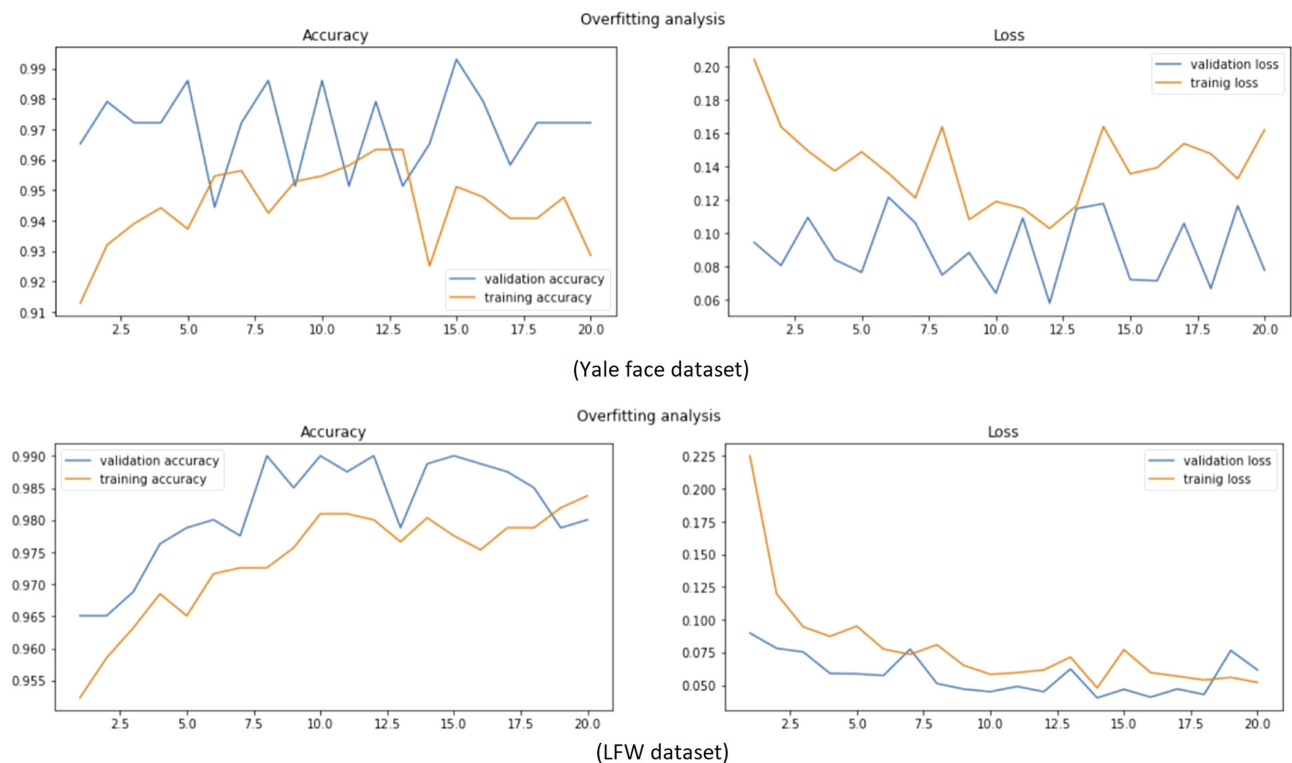 Overfitting analysis
Accuracy
Loss
0.99
0.98
0.97
0.96
0.95
0.94
0.93
0.92
0.91
validation accuracy
training accuracy
2.5 5.0 7.5 10.0 12.5 15.0 17.5 20.0
0.20
0.18
0.16
0.14
0.12
0.10
0.08
0.06
validation loss
trainig loss
2.5 5.0 7.5 10.0 12.5 15.0 17.5 20.0
(Yale face dataset)
Overfitting analysis
Accuracy
Loss
0.990
0.985
0.980
0.975
0.970
0.965
0.960
0.955
validation accuracy
training accuracy
2.5 5.0 7.5 10.0 12.5 15.0 17.5 20.0
0.225
0.200
0.175
0.150
0.125
0.100
0.075
0.050
validation loss
trainig loss
2.5 5.0 7.5 10.0 12.5 15.0 17.5 20.0
(LFW dataset)